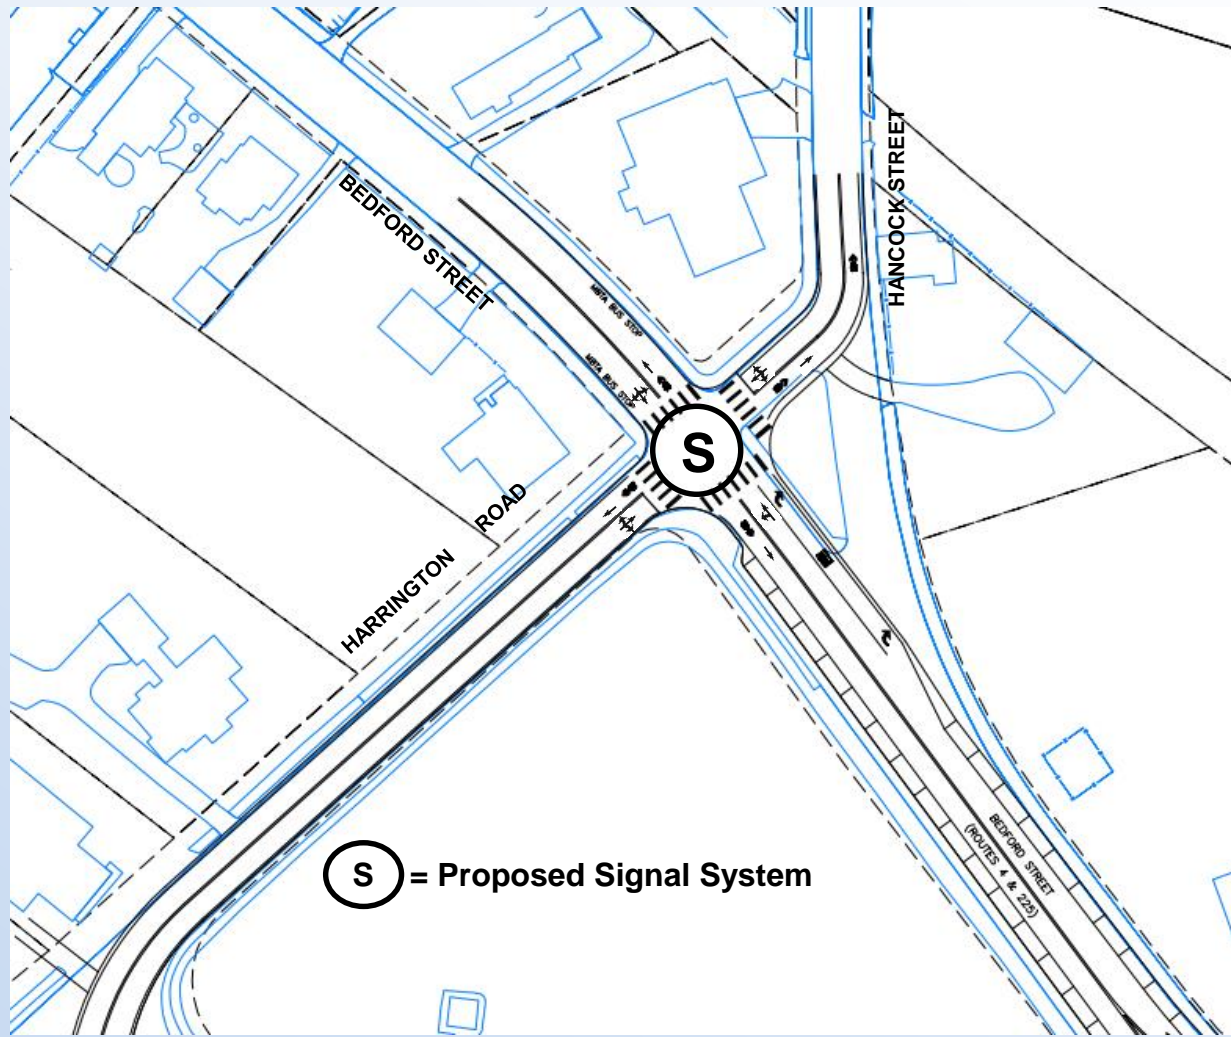 HANCOCK STREET
BEDFORD STREET
MBTA BUS STOP
MBTA BUS STOP
S
HARRINGTON ROAD
BEDFORD STREET
(ROUTES 4 & 225)
S = Proposed Signal System